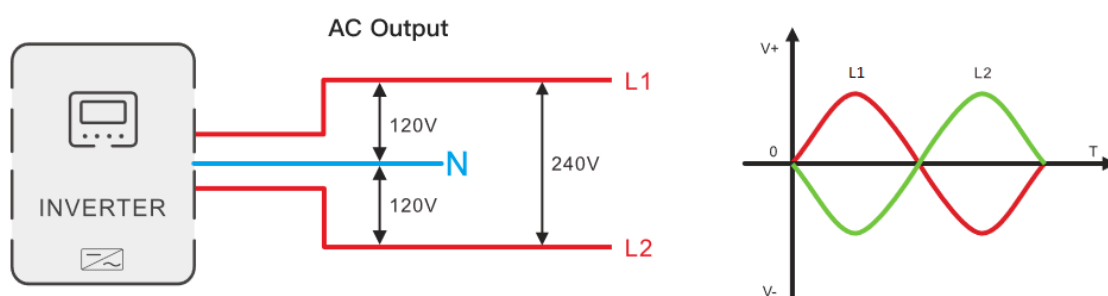 AC Output
L1
120V
N
240V
120V
L2
INVERTER
V+
L1
L2
0
T
V-